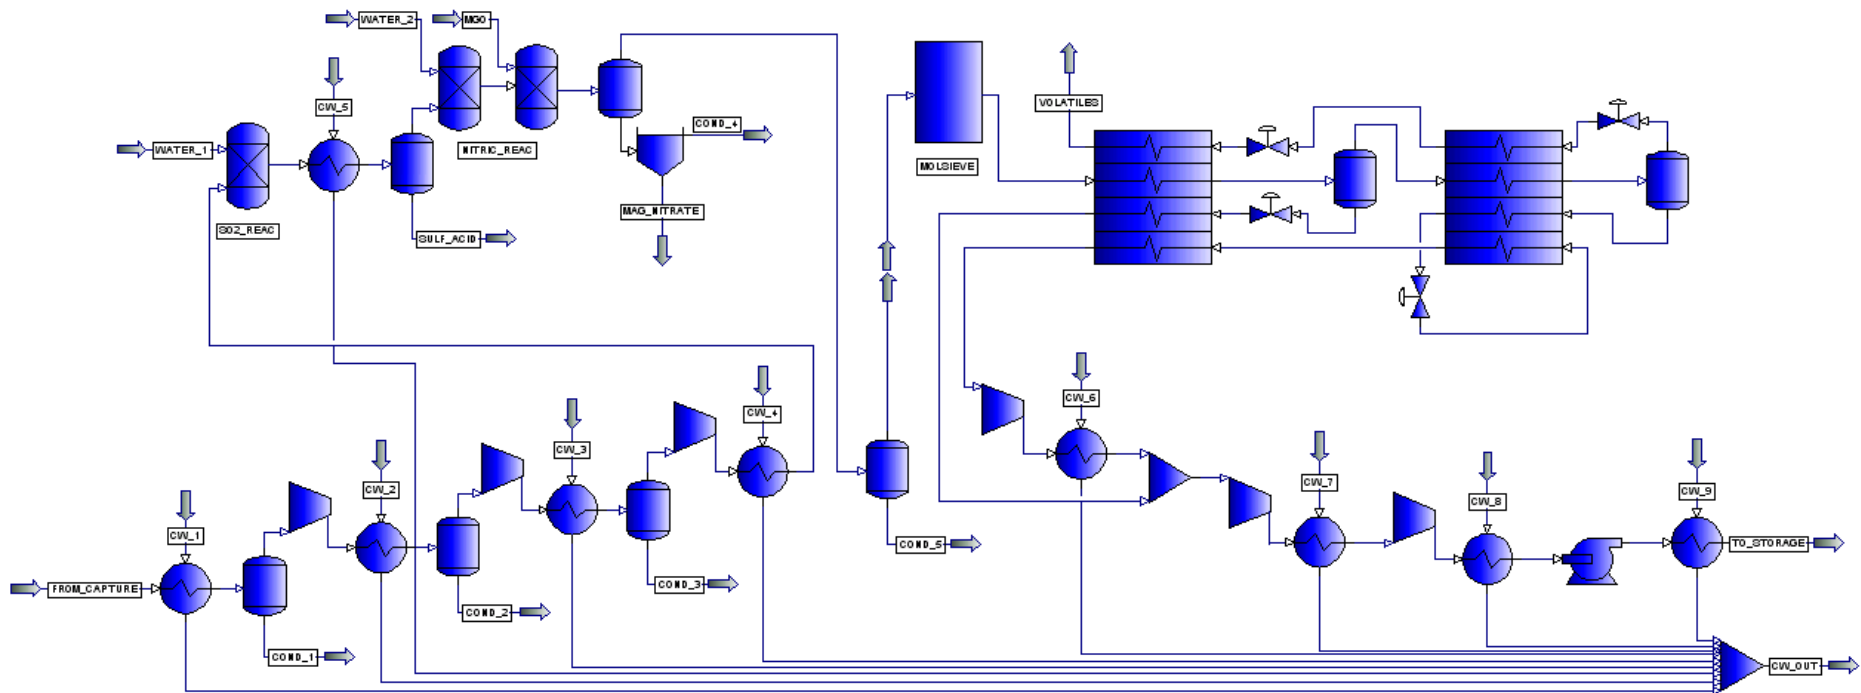 WATER_2
MGO
CW_5
VOLATILES
COND_4
WATER_1
NITRIC_REAC
MOLSIEVE
MAG_NITRATE
SO2_REAC
SULF_ACID
CW_6
CW_4
CW_3
CW_7
CW_2
CW_9
CW_8
CW_1
COND_5
TO_STORAGE
FROM_CAPTURE
COND_3
COND_2
COND_1
CW_OUT